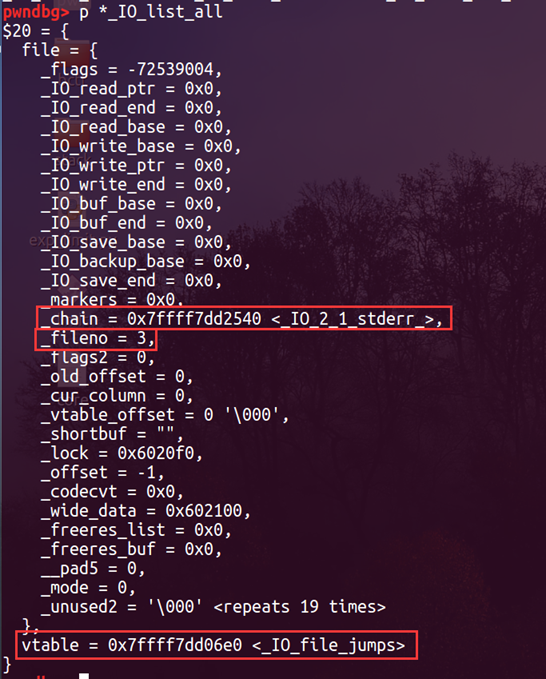 pwndbg> p *_IO_list_all
$20 = {
file = {
_flags = -72539004,
_IO_read_ptr = 0x0,
_IO_read_end = 0x0,
_IO_read_base = 0x0,
_IO_write_base = 0x0,
_IO_write_ptr = 0x0,
_IO_write_end = 0x0,
_IO_buf_base = 0x0,
_IO_buf_end = 0x0,
_IO_save_base = 0x0,
_IO_backup_base = 0x0,
_IO_save_end = 0x0,
_markers = 0x0,
_chain = 0x7ffff7dd2540 <_IO_2_1_stderr_>,
_fileno = 3,
_flags2 = 0,
_old_offset = 0,
_cur_column = 0,
_vtable_offset = 0 '\000',
_shortbuf = "",
_lock = 0x6020f0,
_offset = -1,
_codecvt = 0x0,
_wide_data = 0x602100,
_freeres_list = 0x0,
_freeres_buf = 0x0,
__pad5 = 0,
_mode = 0,
_unused2 = '\000' <repeats 19 times>
},
vtable = 0x7ffff7dd06e0 <_IO_file_jumps>
}